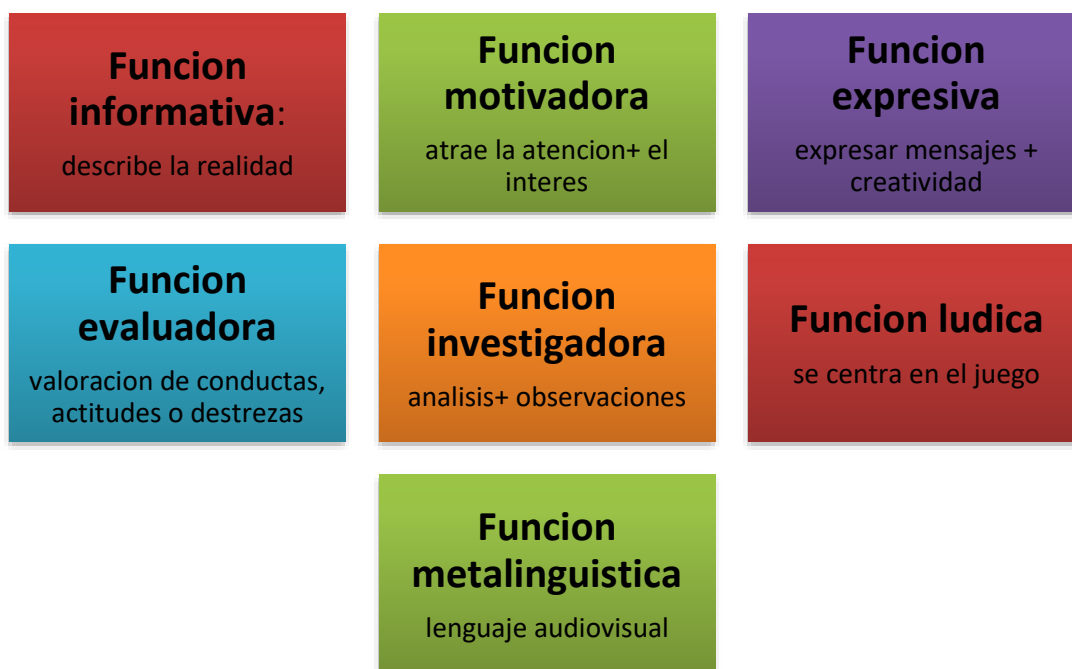 Funcion
informativa:
describe la realidad
Funcion
motivadora
atrae la atencion+ el
interes
Funcion
expresiva
expresar mensajes +
creatividad
Funcion
evaluadora
valoracion de conductas,
actitudes o destrezas
Funcion
investigadora
analisis+ observaciones
Funcion ludica
se centra en el juego
Funcion
metalinguistica
lenguaje audiovisual